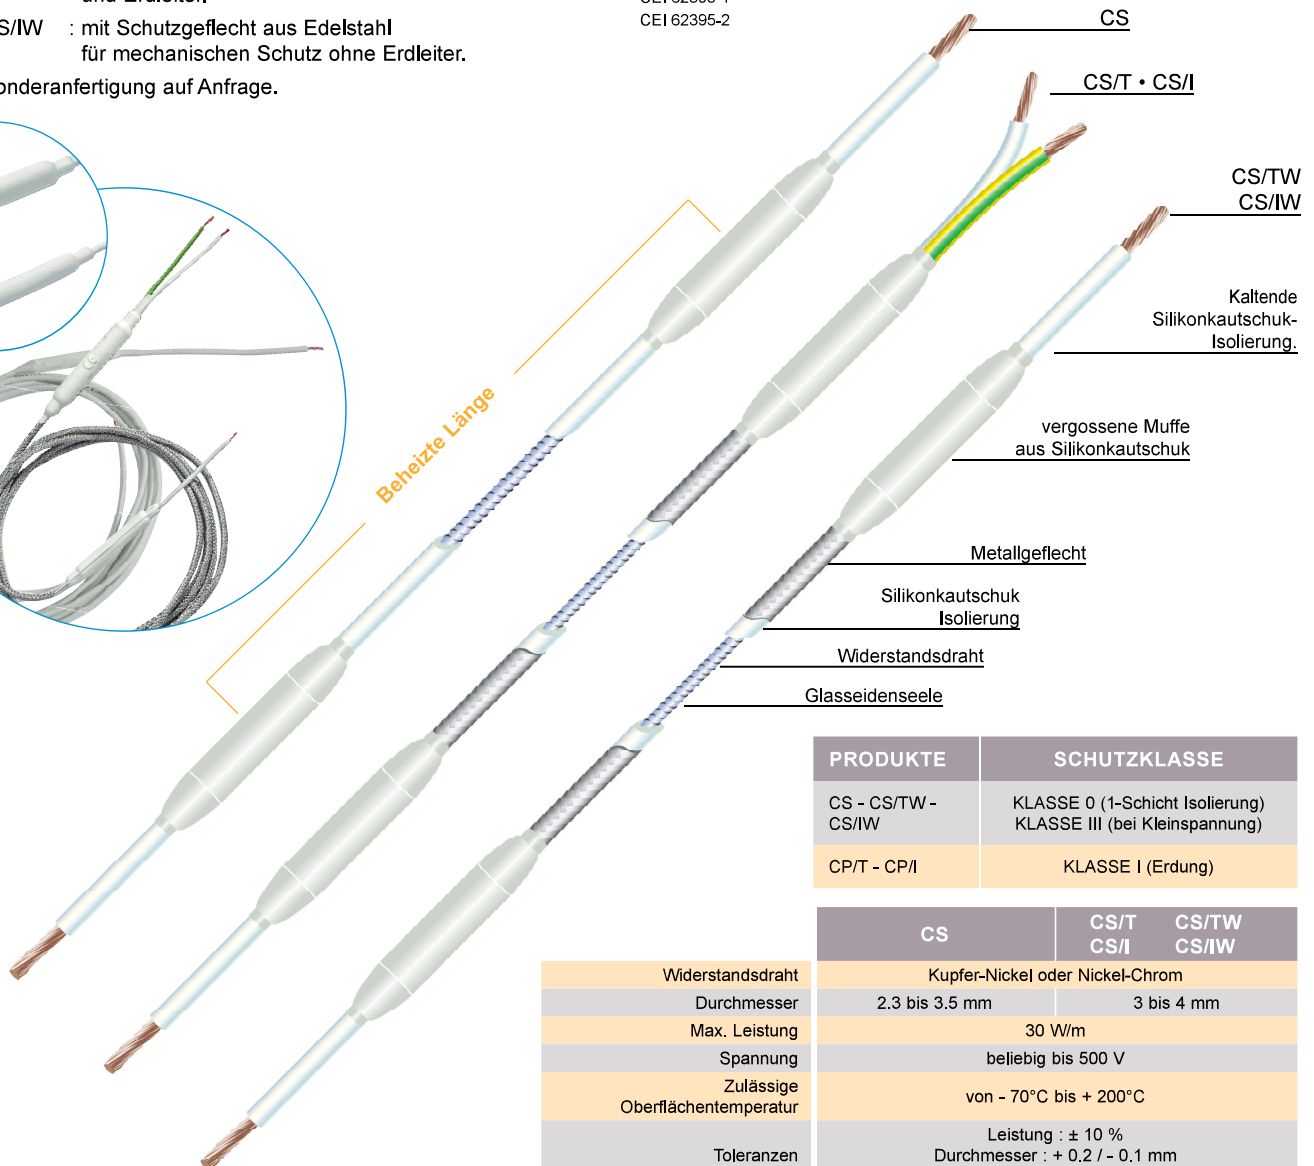 und Erdleiter.
S/IW : mit Schutzgeflecht aus Edelstahl
für mechanischen Schutz ohne Erdleiter.
onderanfertigung auf Anfrage.
CEI 62395-2
CS
CS/T • CS/I
CS/TW
CS/IW
Kaltende
Silikonkautschuk-
Isolierung.
vergossene Muffe
aus Silikonkautschuk
Beheizte Länge
Metallgeflecht
Silikonkautschuk
Isolierung
Widerstandsdraht
Glasseidenseele
PRODUKTE SCHUTZKLASSE
CS - CS/TW - KLASSE 0 (1-Schicht Isolierung)
CS/IW KLASSE III (bei Kleinspannung)
CP/T - CP/I KLASSE I (Erdung)
CS CS/T CS/TW
CS/I CS/IW
Widerstandsdraht Kupfer-Nickel oder Nickel-Chrom
Durchmesser 2.3 bis 3.5 mm 3 bis 4 mm
Max. Leistung 30 W/m
Spannung beliebig bis 500 V
Zulässige
Oberflächentemperatur von - 70°C bis + 200°C
Leistung : ± 10 %
Toleranzen Durchmesser : + 0.2 / - 0.1 mm